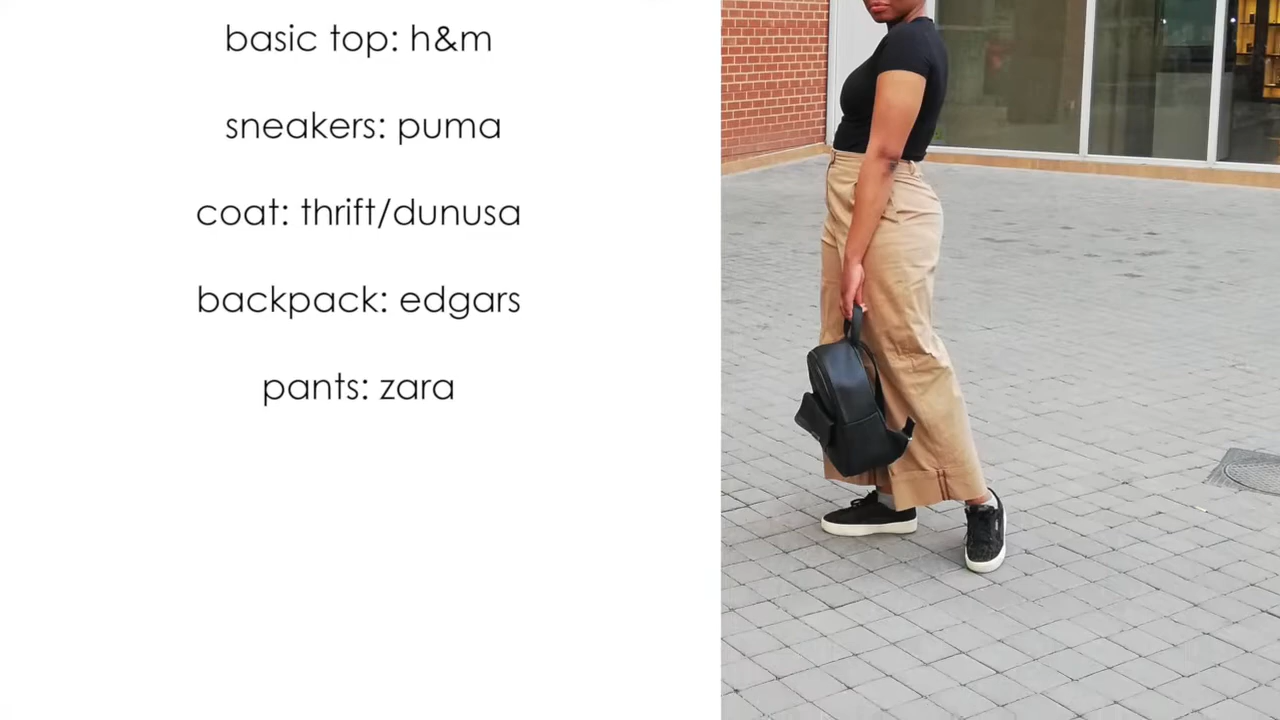 basic top: h&m
sneakers: puma
coat: thrift/dunusa
backpack: edgars
pants: zara